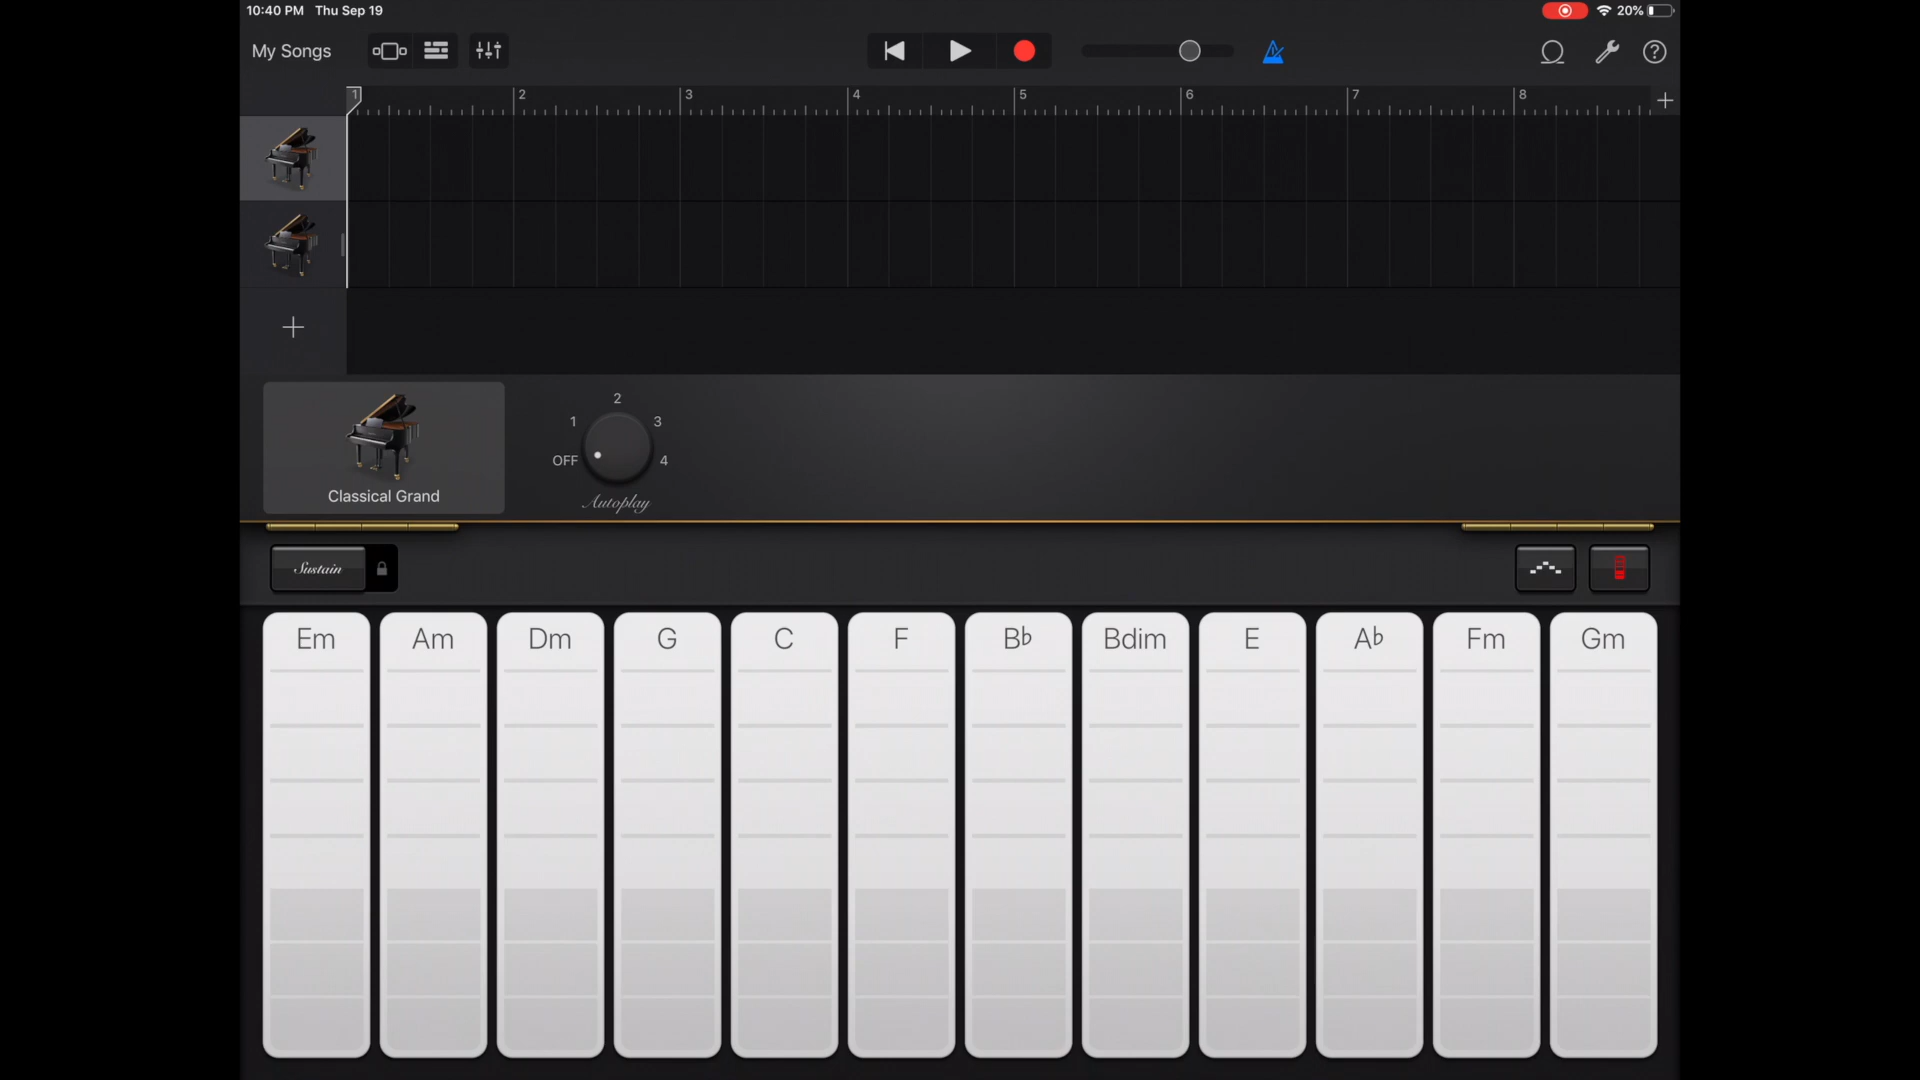 10:40 PM Thu Sep 19
20%
My Songs
1 2 3 4 5 6 7 8
2
1 3
OFF 4
Classical Grand
Autoplay
Sustain
Em Am Dm G C F B♭ Bdim E A♭ Fm Gm